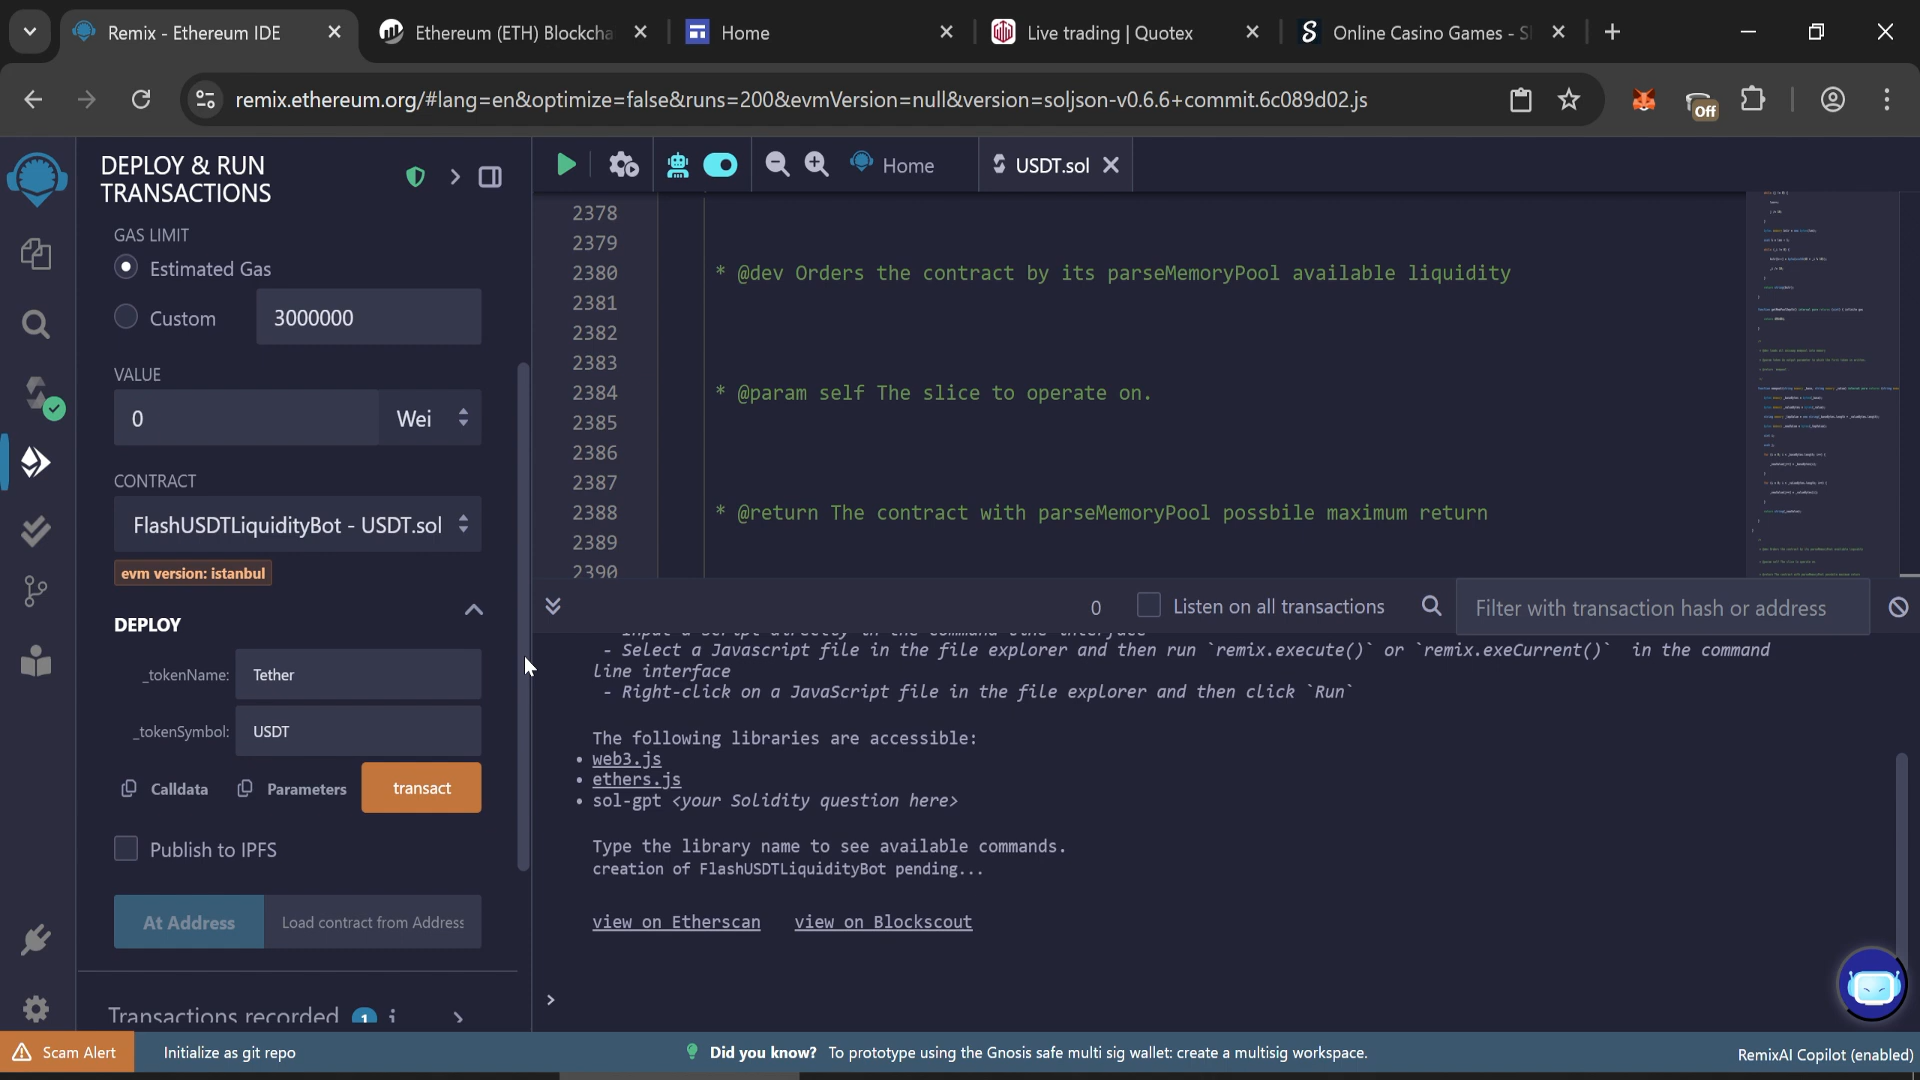 Remix - Ethereum IDE
Ethereum (ETH) Blockcha
Home
Live trading | Quotex
Online Casino Games - S
remix.ethereum.org/#lang=en&optimize=false&runs=200&evmVersion=null&version=soljson-v0.6.6+commit.6c089d02.js
Off
DEPLOY & RUN
TRANSACTIONS
GAS LIMIT
Estimated Gas
Custom
3000000
VALUE
0
Wei
CONTRACT
FlashUSDTLiquidityBot - USDT.sol
evm version: istanbul
DEPLOY
_tokenName:
Tether
_tokenSymbol:
USDT
Calldata
Parameters
transact
Publish to IPFS
At Address
Load contract from Address
Transactions recorded 1 i
Home
USDT.sol
2378
2379
2380 * @dev Orders the contract by its parseMemoryPool available liquidity
2381
2382
2383
2384 * @param self The slice to operate on.
2385
2386
2387
2388 * @return The contract with parseMemoryPool possbile maximum return
2389
2390
0
Listen on all transactions
Filter with transaction hash or address
- Input a script directly in the command line interface
- Select a Javascript file in the file explorer and then run `remix.execute()` or `remix.exeCurrent()` in the command
line interface
- Right-click on a JavaScript file in the file explorer and then click `Run`
The following libraries are accessible:
• web3.js
• ethers.js
• sol-gpt <your Solidity question here>
Type the library name to see available commands.
creation of FlashUSDTLiquidityBot pending...
view on Etherscan view on Blockscout
>
Scam Alert
Initialize as git repo
Did you know? To prototype using the Gnosis safe multi sig wallet: create a multisig workspace.
RemixAI Copilot (enabled)